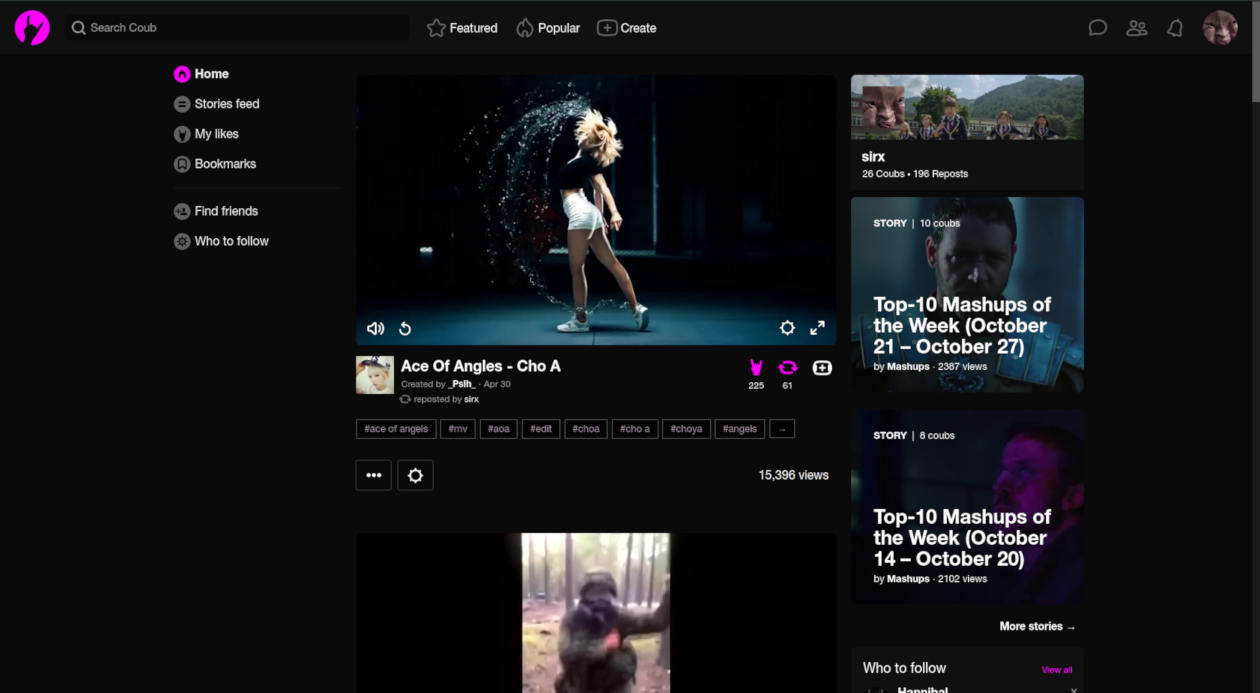 Search Coub
Featured
Popular
Create
Home
Stories feed
My likes
Bookmarks
Find friends
Who to follow
Ace Of Angles - Cho A
Created by _Pslh_ · Apr 30
reposted by sirx
225
61
#ace of angels
#mv
#aoa
#edit
#choa
#cho a
#choya
#angels
→
15,396 views
sirx
26 Coubs • 196 Reposts
STORY | 10 coubs
Top-10 Mashups of
the Week (October
21 – October 27)
by Mashups · 2367 views
STORY | 8 coubs
Top-10 Mashups of
the Week (October
14 – October 20)
by Mashups · 2102 views
More stories →
Who to follow
View all
Hannibal